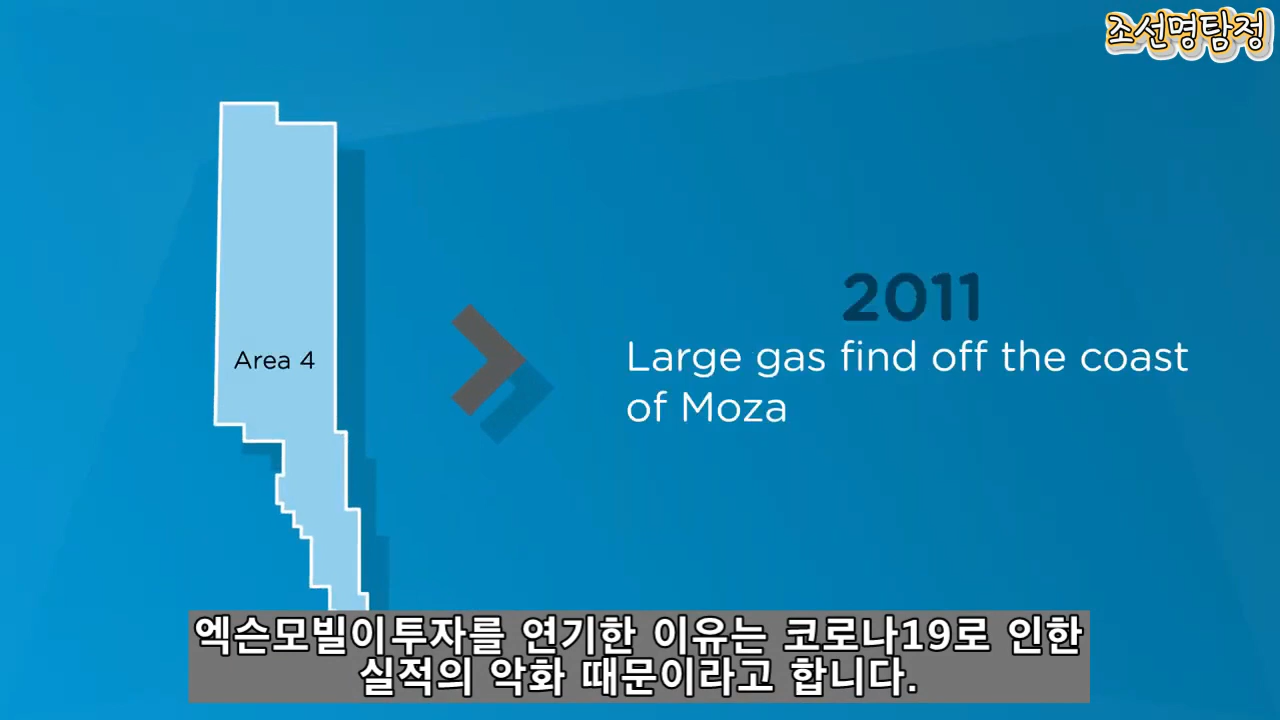 조선명탐정
2011
Large gas find off the coast
of Moza
Area 4
엑슨모빌이투자를 연기한 이유는 코로나19로 인한
실적의 악화 때문이라고 합니다.